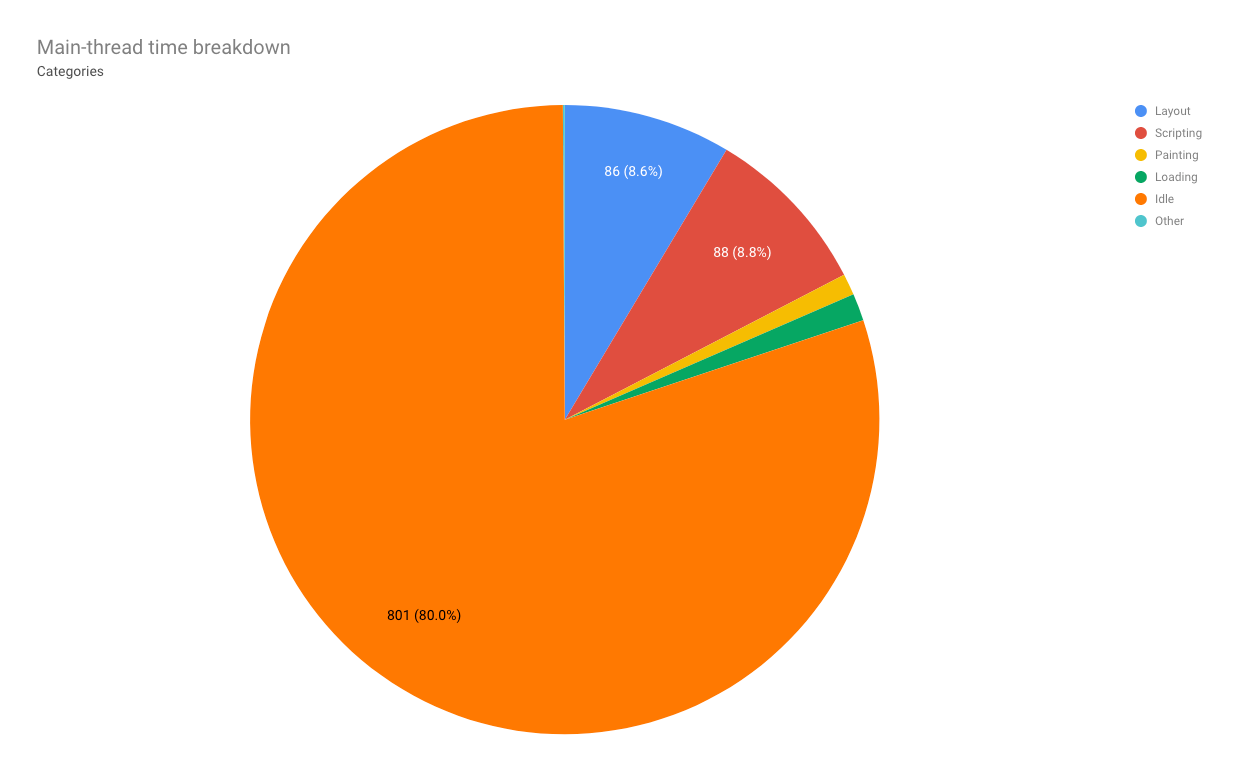 Main-thread time breakdown
Categories
Layout
Scripting
Painting
Loading
Idle
Other
86 (8.6%)
88 (8.8%)
801 (80.0%)